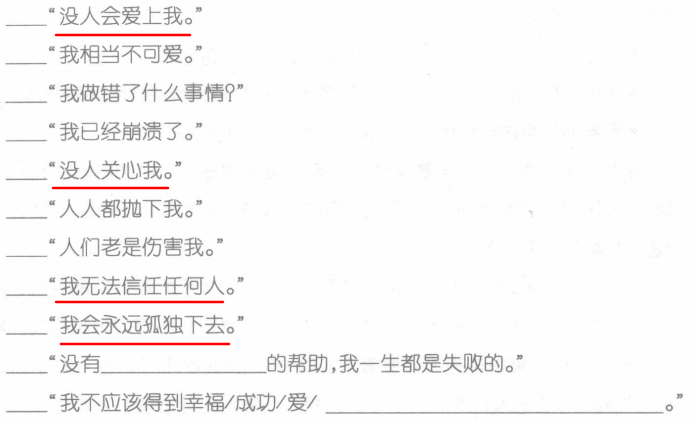 ____“没人会爱上我。”
____“我相当不可爱。”
____“我做错了什么事情?”
____“我已经崩溃了。”
____“没人关心我。”
____“人人都抛下我。”
____“人们老是伤害我。”
____“我无法信任任何人。”
____“我会永远孤独下去。”
____“没有________________的帮助,我一生都是失败的。”
____“我不应该得到幸福/成功/爱/ ________________________________。”